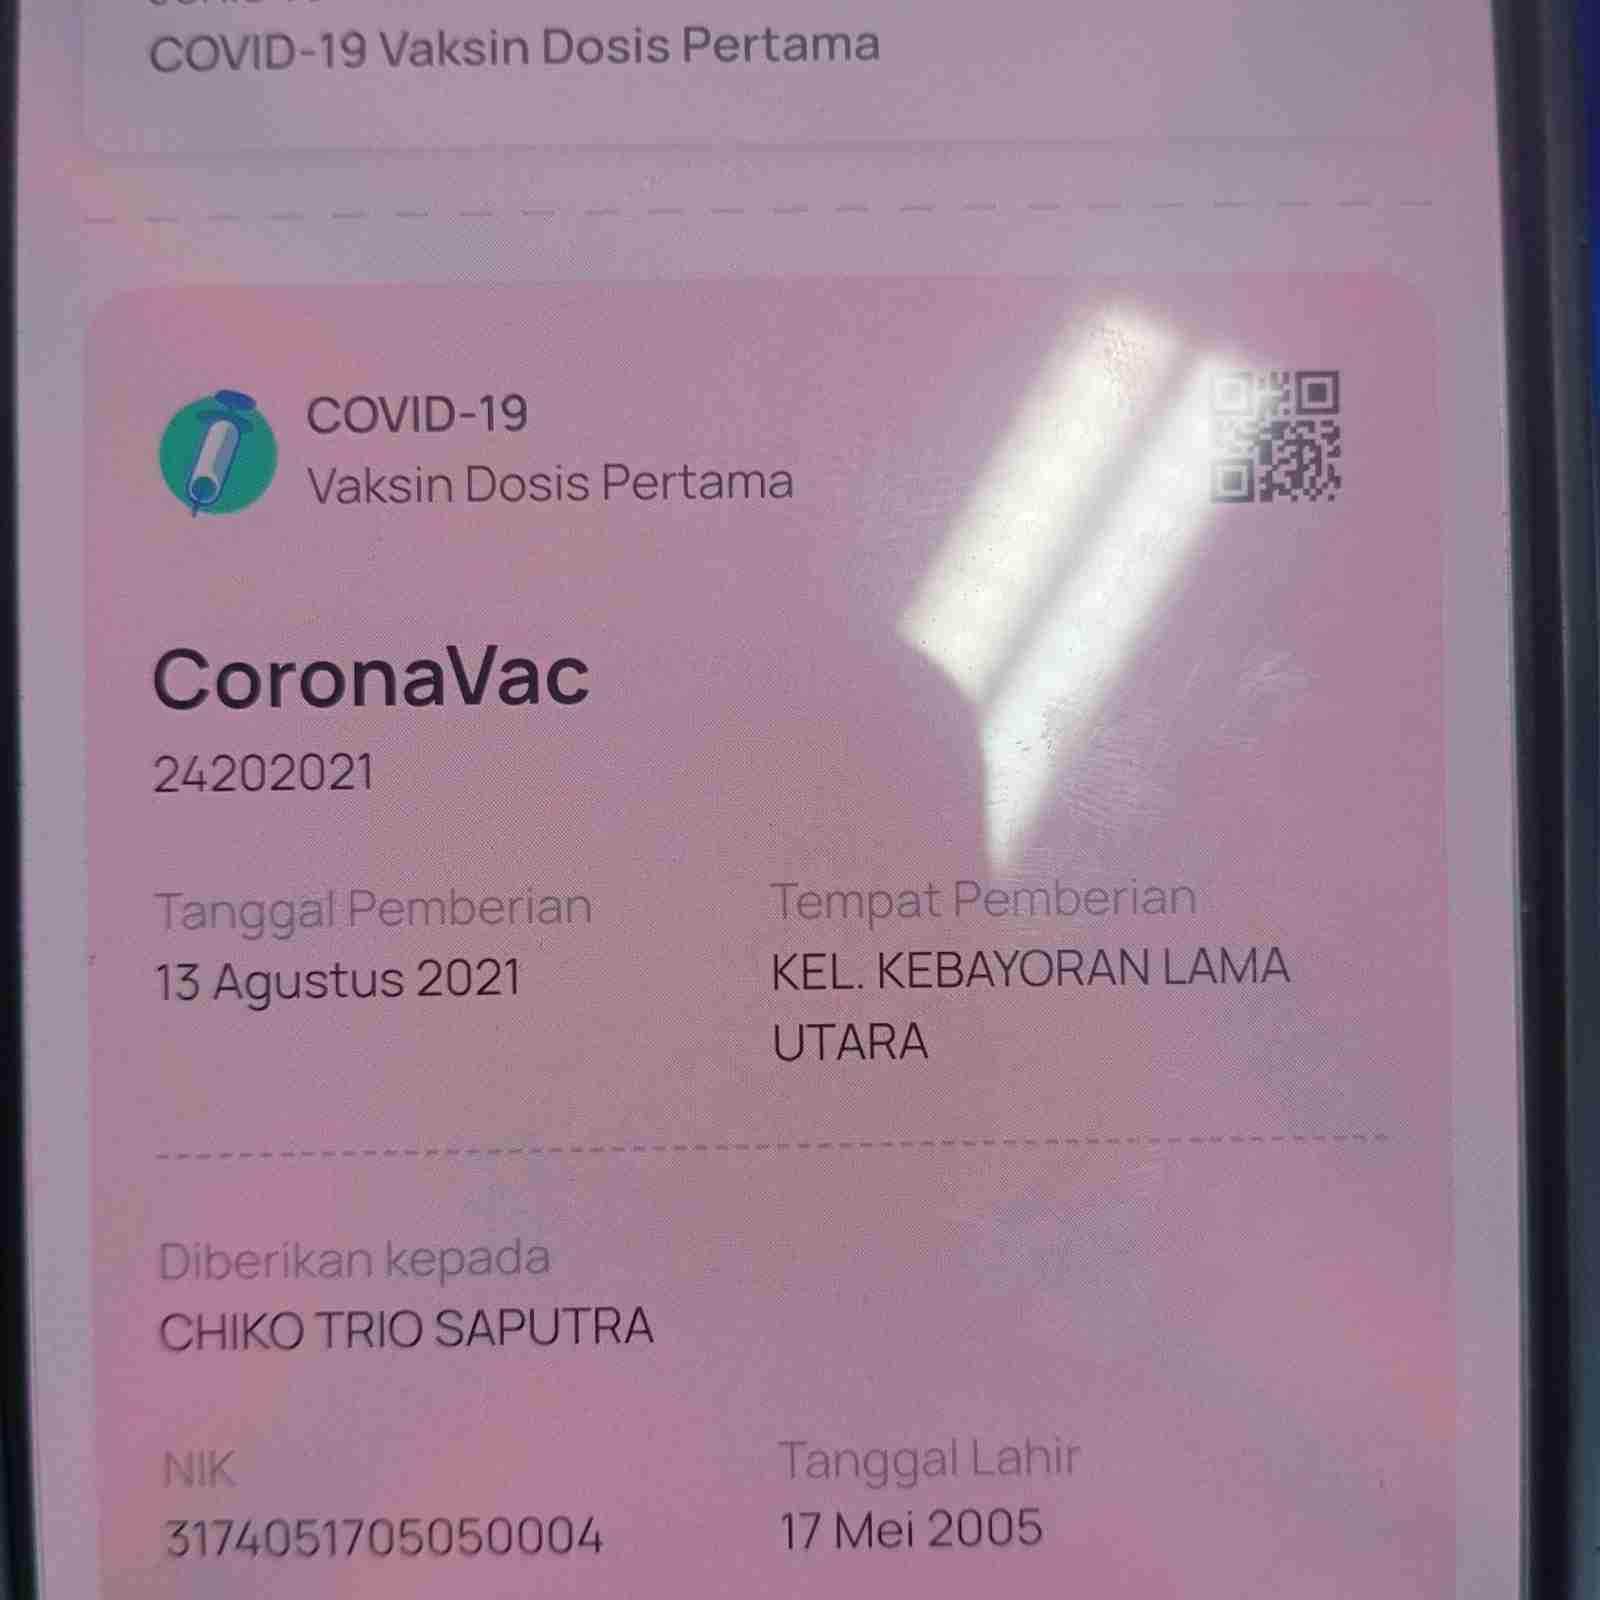 COVID-19 Vaksin Dosis Pertama
COVID-19
Vaksin Dosis Pertama
CoronaVac
24202021
Tanggal Pemberian
13 Agustus 2021
Tempat Pemberian
KEL. KEBAYORAN LAMA
UTARA
Diberikan kepada
CHIKO TRIO SAPUTRA
NIK
3174051705050004
Tanggal Lahir
17 Mei 2005